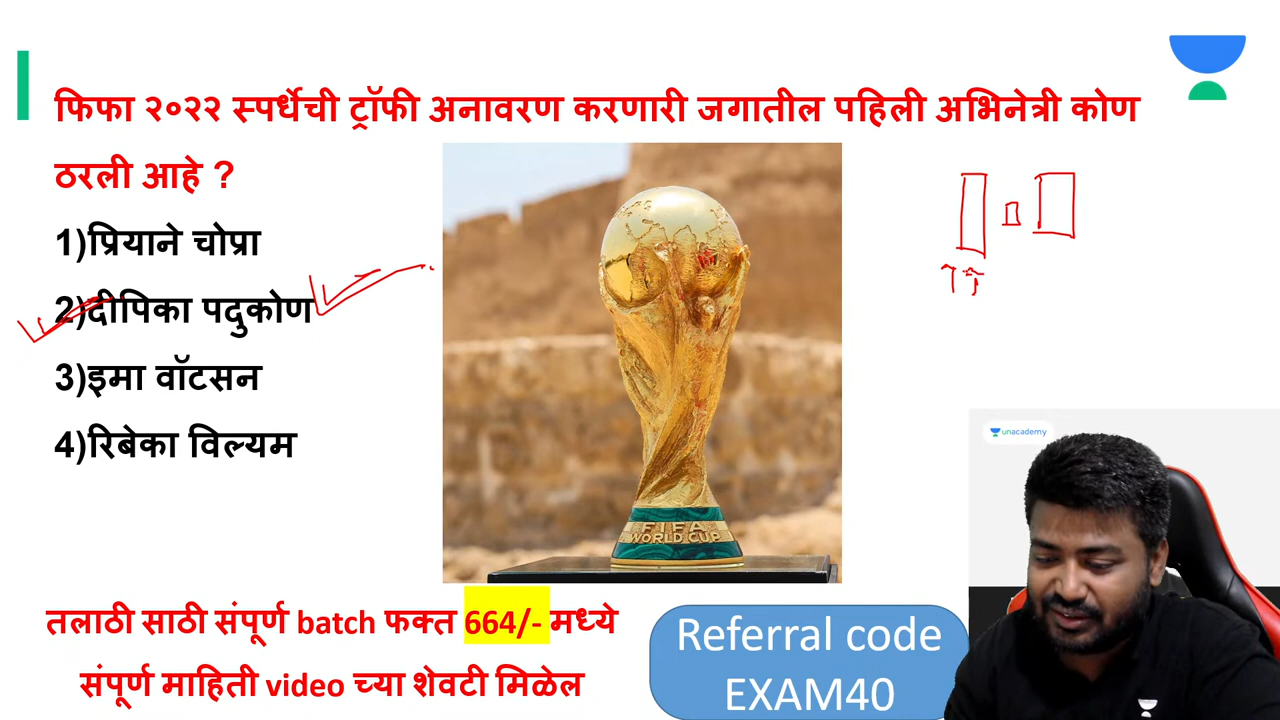 फिफा २०२२ स्पर्धेची ट्रॉफी अनावरण करणारी जगातील पहिली अभिनेत्री कोण
ठरली आहे ?
1)प्रियाने चोप्रा
2)दीपिका पदुकोण
3)इमा वॉटसन
4)रिबेका विल्यम
FIFA
WORLD CUP
unacademy
तलाठी साठी संपूर्ण batch फक्त 664/- मध्ये
संपूर्ण माहिती video च्या शेवटी मिळेल
Referral code
EXAM40